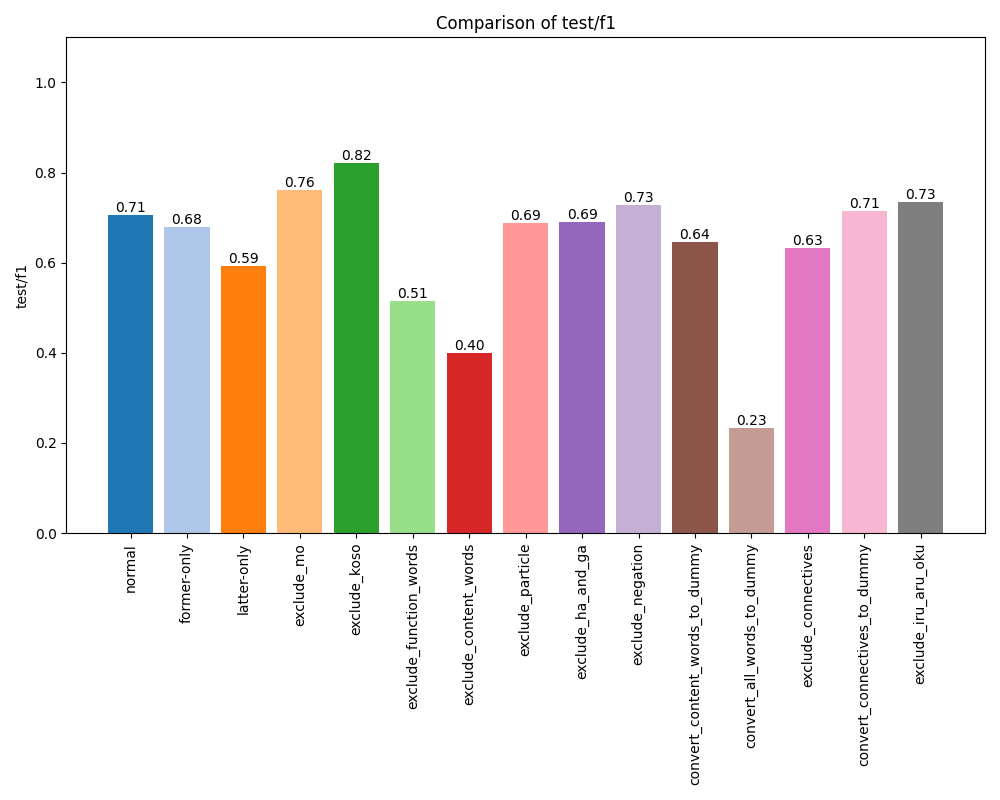 Comparison of test/f1
test/f1
1.0
0.8
0.6
0.4
0.2
0.0
0.71
0.68
0.59
0.76
0.82
0.51
0.40
0.69
0.69
0.73
0.64
0.23
0.63
0.71
0.73
normal
former-only
latter-only
exclude_mo
exclude_koso
exclude_function_words
exclude_content_words
exclude_particle
exclude_ha_and_ga
exclude_negation
convert_content_words_to_dummy
convert_all_words_to_dummy
exclude_connectives
convert_connectives_to_dummy
exclude_iru_aru_oku